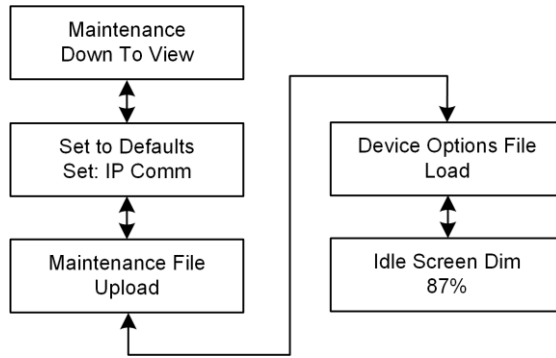 Maintenance
Down To View
Set to Defaults
Set: IP Comm
Maintenance File
Upload
Device Options File
Load
Idle Screen Dim
87%